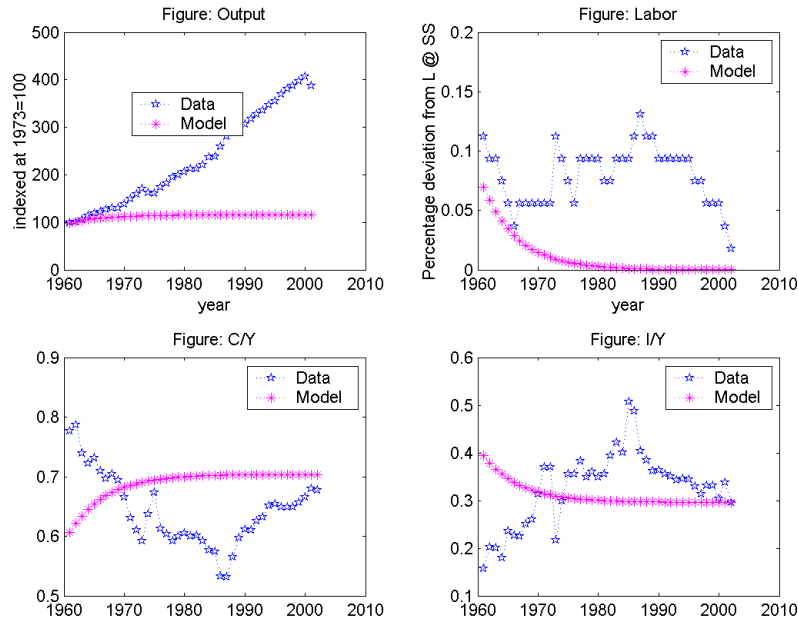 Figure: Output
indexed at 1973=100
500
400
300
200
100
0
1960
1970
1980
1990
2000
2010
year
Data
Model
Figure: Labor
Percentage deviation from L @ SS
0.2
0.15
0.1
0.05
0
1960
1970
1980
1990
2000
2010
year
Data
Model
Figure: C/Y
0.9
0.8
0.7
0.6
0.5
1960
1970
1980
1990
2000
2010
Data
Model
Figure: I/Y
0.6
0.5
0.4
0.3
0.2
0.1
1960
1970
1980
1990
2000
2010
Data
Model